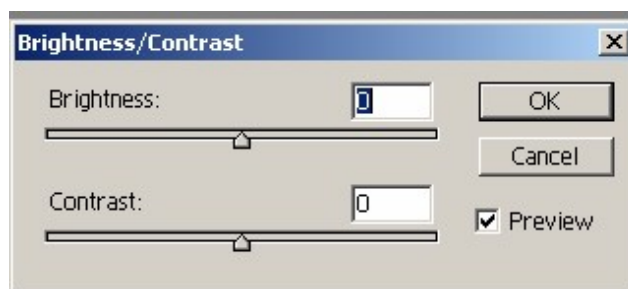 Brightness/Contrast
Brightness: 0 OK
Cancel
Contrast: 0
Preview